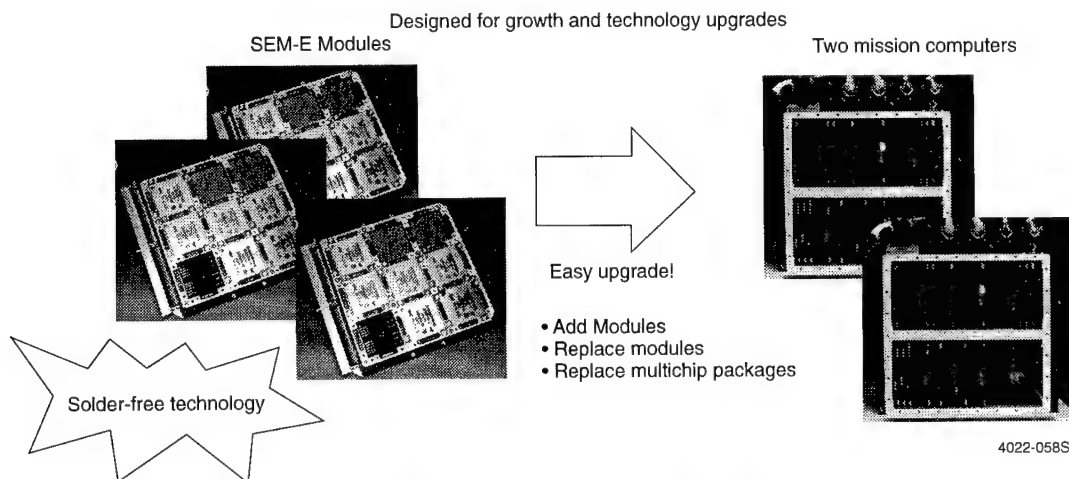 Designed for growth and technology upgrades
SEM-E Modules
Two mission computers
Easy upgrade!
• Add Modules
• Replace modules
• Replace multichip packages
Solder-free technology
4022-058S